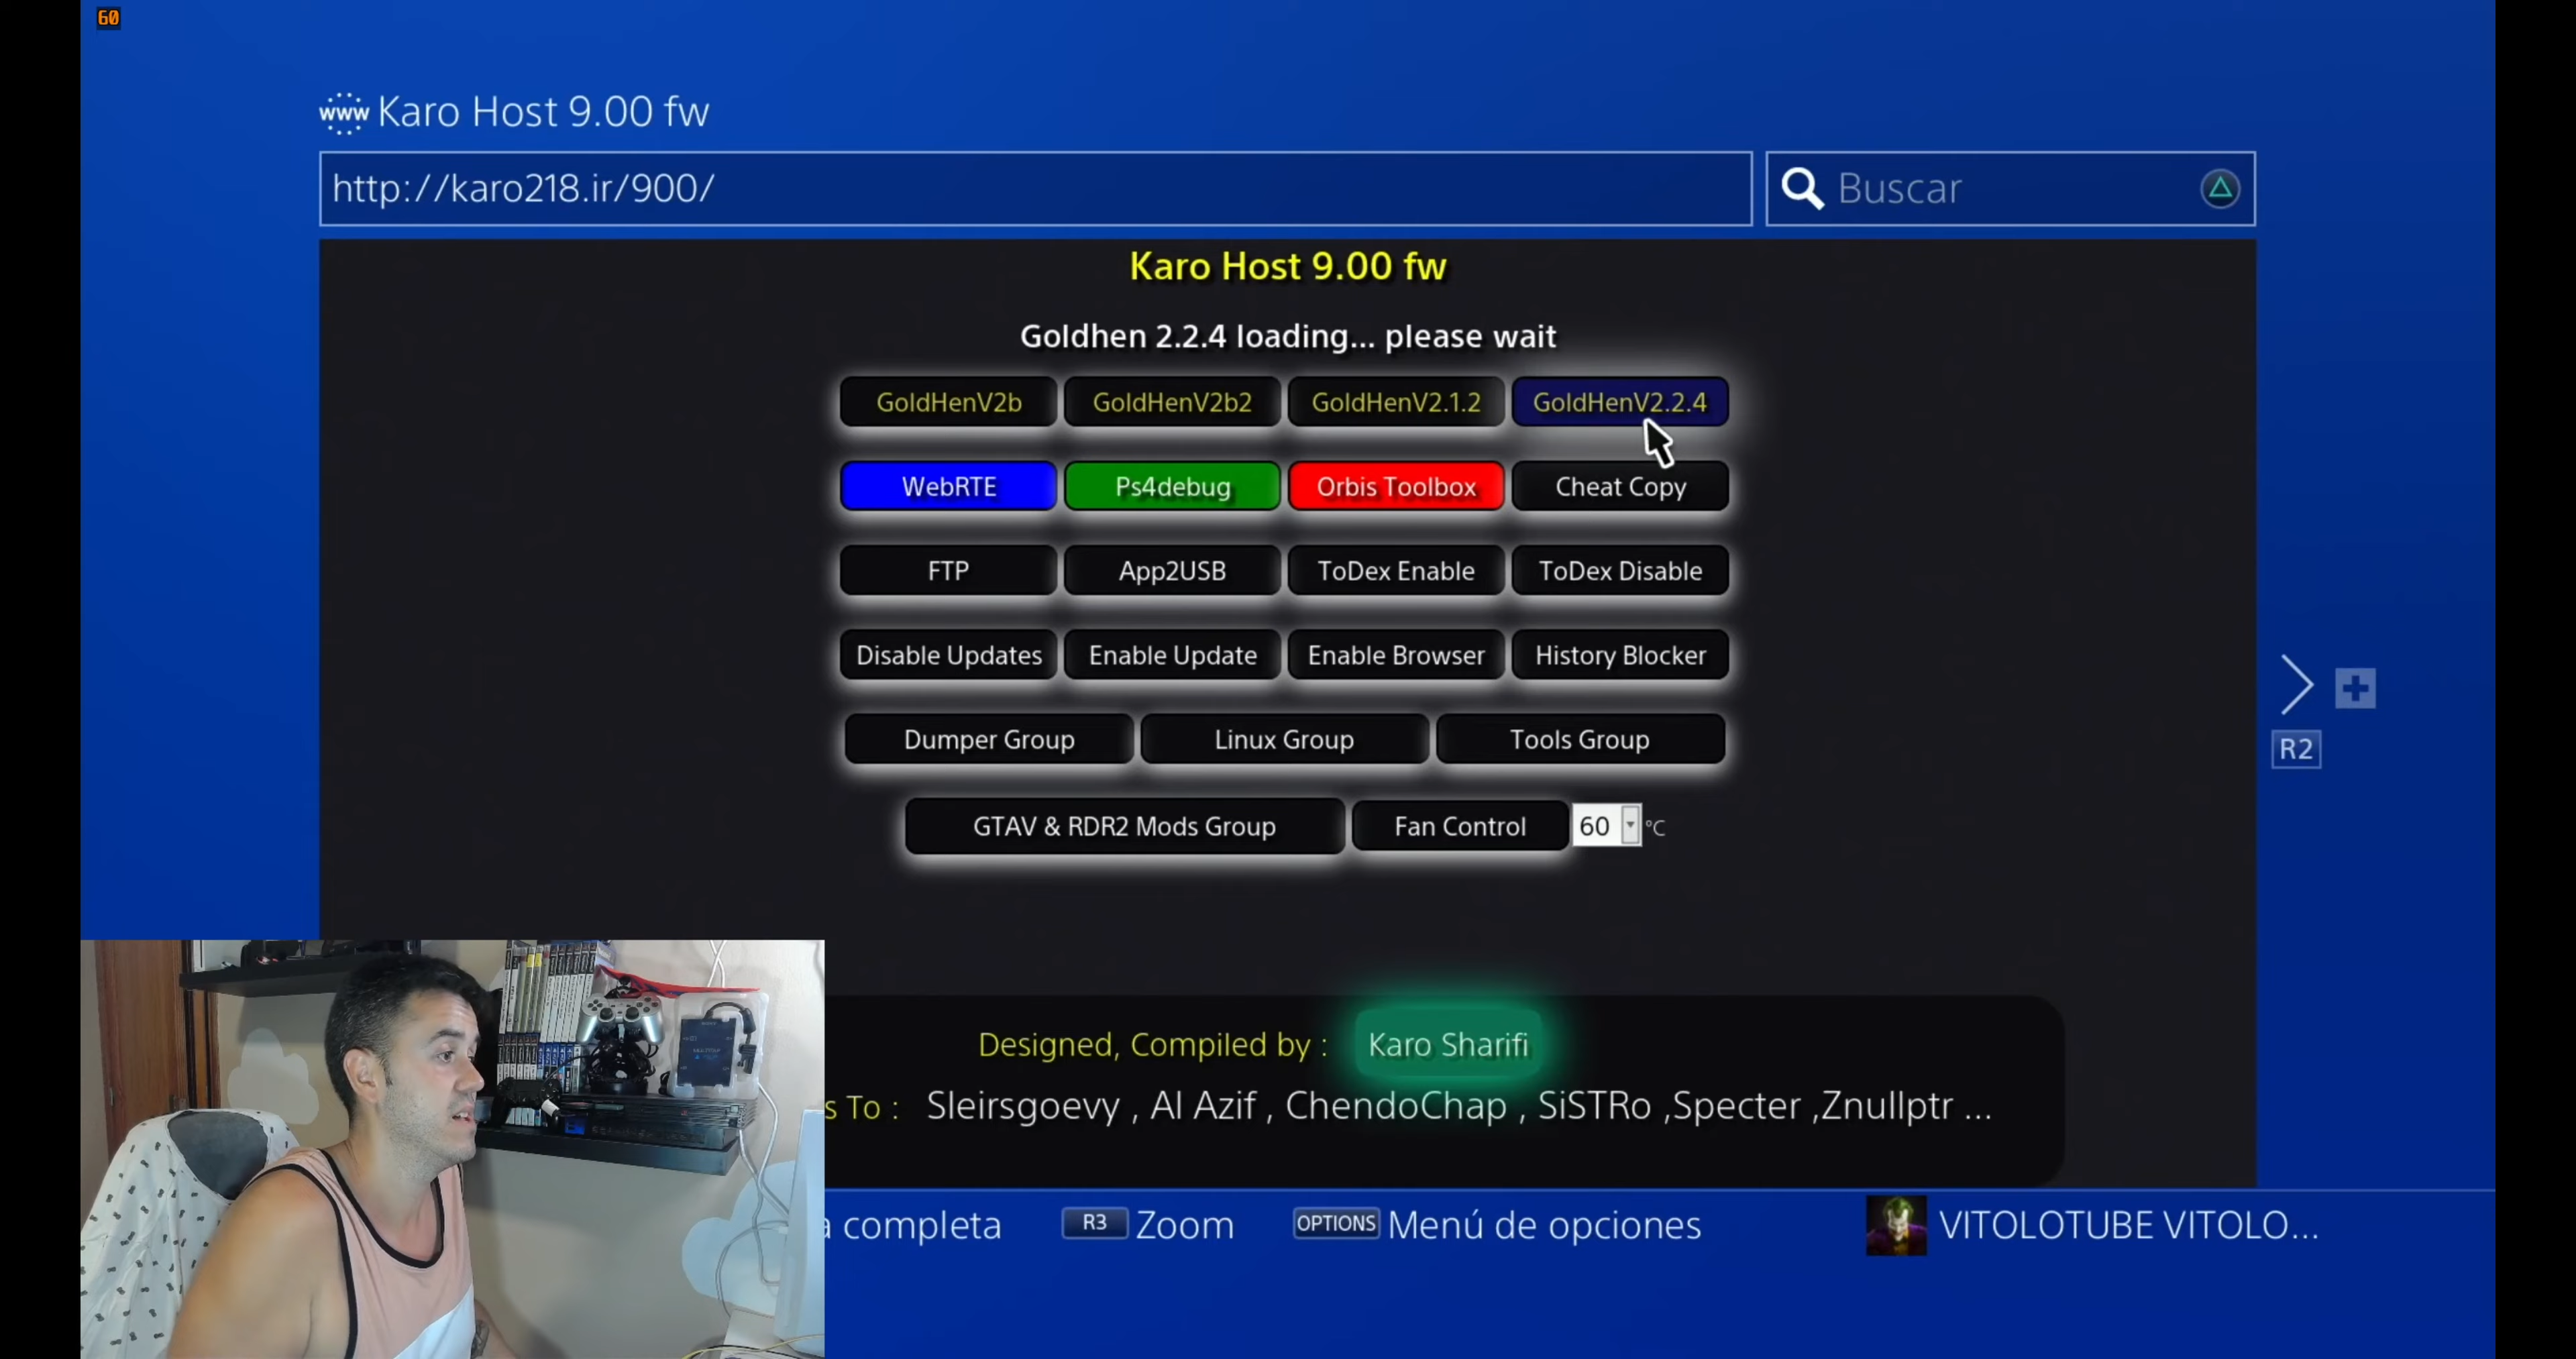 60
www Karo Host 9.00 fw
http://karo218.ir/900/
Buscar
Karo Host 9.00 fw
Goldhen 2.2.4 loading... please wait
GoldHenV2b GoldHenV2b2 GoldHenV2.1.2 GoldHenV2.2.4
WebRTE Ps4debug Orbis Toolbox Cheat Copy
FTP App2USB ToDex Enable ToDex Disable
Disable Updates Enable Update Enable Browser History Blocker
Dumper Group Linux Group Tools Group
R2
GTAV & RDR2 Mods Group Fan Control 60 °C
Designed, Compiled by : Karo Sharifi
s To : Sleirsgoevy , Al Azif , ChendoChap , SiSTRo ,Specter ,Znullptr ...
a completa R3 Zoom OPTIONS Menú de opciones VITOLOTUBE VITOLO...